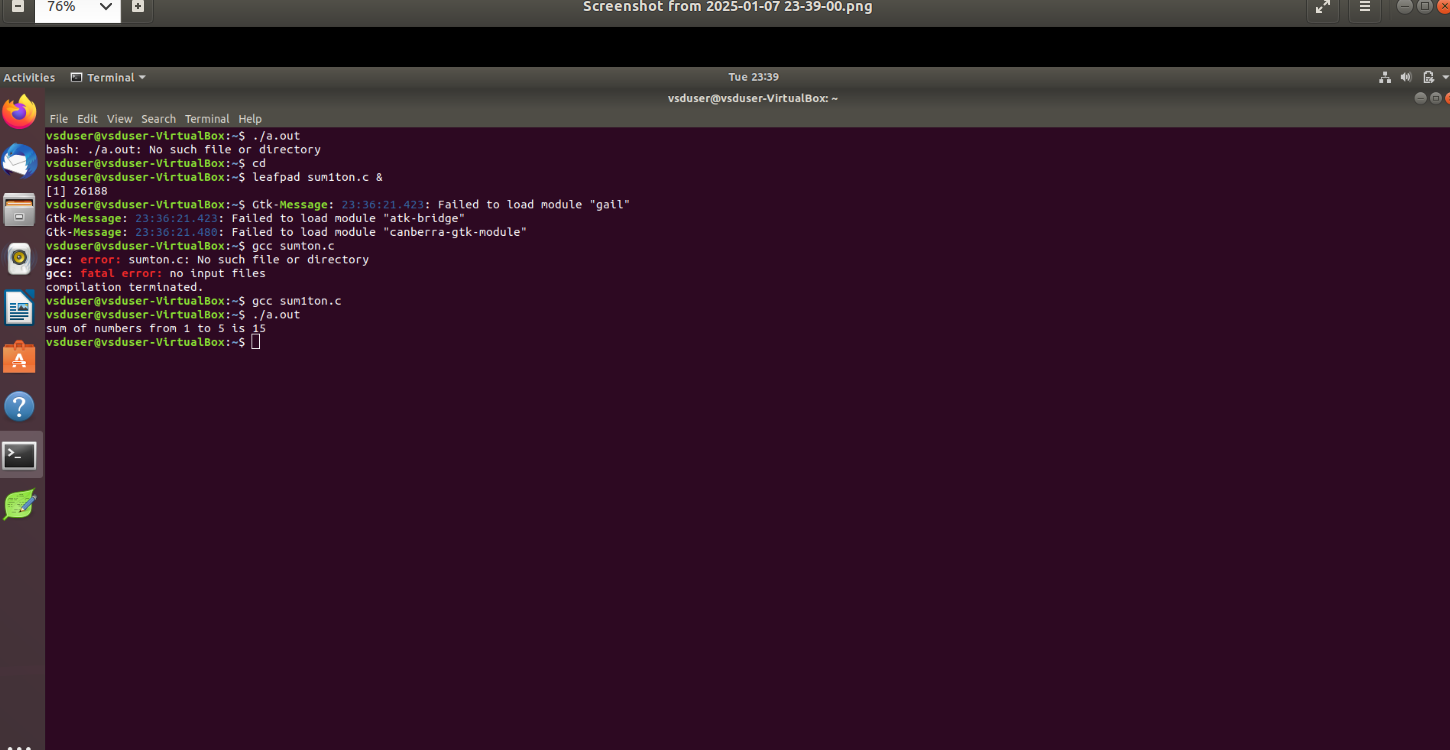 76%
Screenshot from 2025-01-07 23-39-00.png
Activities Terminal
Tue 23:39
vsduser@vsduser-VirtualBox: ~
File Edit View Search Terminal Help
vsduser@vsduser-VirtualBox:~$ ./a.out
bash: ./a.out: No such file or directory
vsduser@vsduser-VirtualBox:~$ cd
vsduser@vsduser-VirtualBox:~$ leafpad sum1ton.c &
[1] 26188
vsduser@vsduser-VirtualBox:~$ Gtk-Message: 23:36:21.423: Failed to load module "gail"
Gtk-Message: 23:36:21.423: Failed to load module "atk-bridge"
Gtk-Message: 23:36:21.480: Failed to load module "canberra-gtk-module"
vsduser@vsduser-VirtualBox:~$ gcc sumton.c
gcc: error: sumton.c: No such file or directory
gcc: fatal error: no input files
compilation terminated.
vsduser@vsduser-VirtualBox:~$ gcc sum1ton.c
vsduser@vsduser-VirtualBox:~$ ./a.out
sum of numbers from 1 to 5 is 15
vsduser@vsduser-VirtualBox:~$